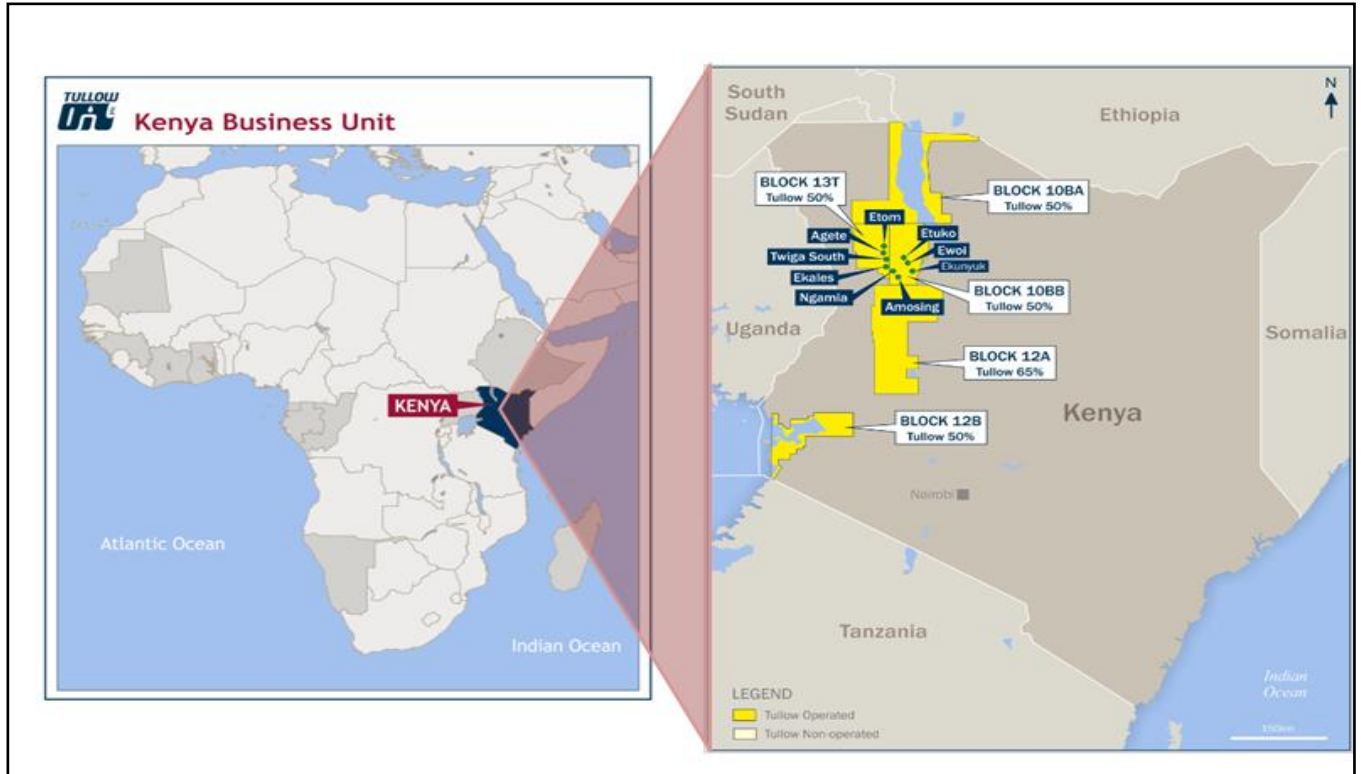 TULLOW
Oil
Kenya Business Unit
KENYA
Atlantic Ocean
Indian Ocean
N
South
Sudan
Ethiopia
BLOCK 13T
Tullow 50%
BLOCK 10BA
Tullow 50%
Etom
Agete
Etuko
Twiga South
Ewoi
Ekales
Ekunyuk
Ngamia
Amosing
BLOCK 10BB
Tullow 50%
Uganda
Somalia
BLOCK 12A
Tullow 65%
Kenya
BLOCK 12B
Tullow 50%
Nairobi
Tanzania
Indian
Ocean
LEGEND
Tullow Operated
Tullow Non-operated
150km